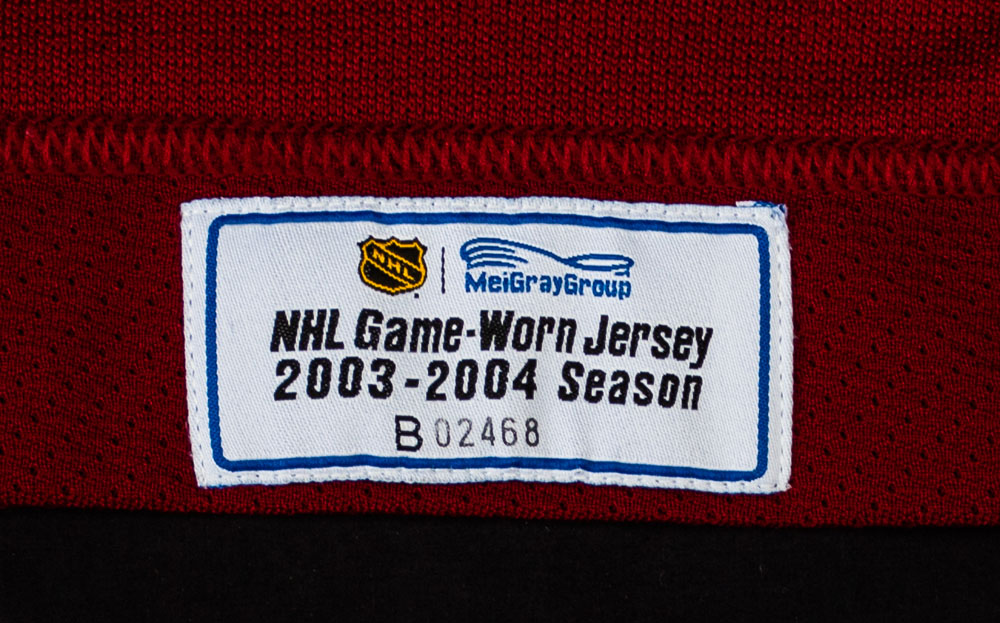 NHL
MeiGrayGroup
NHL Game-Worn Jersey
2003-2004 Season
B 02468